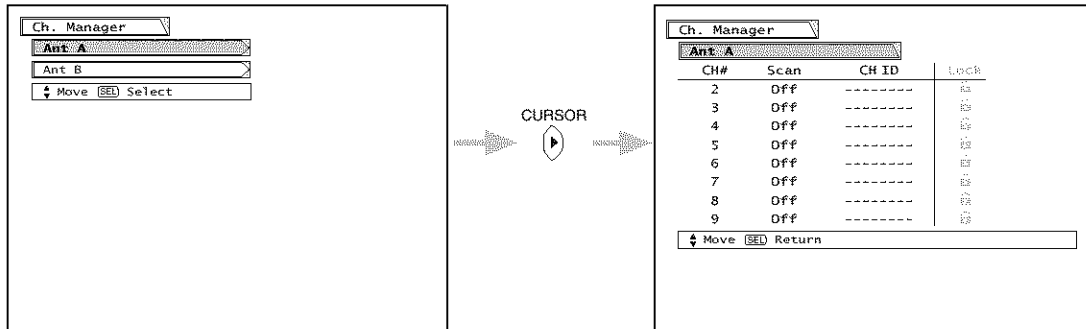 Ch. Manager
Ant A
Ant B
Move SEL Select
CURSOR
Ch. Manager
Ant A
CH# Scan CH ID Lock
2 Off --------
3 Off --------
4 Off --------
5 Off --------
6 Off --------
7 Off --------
8 Off --------
9 Off --------
Move SEL Return